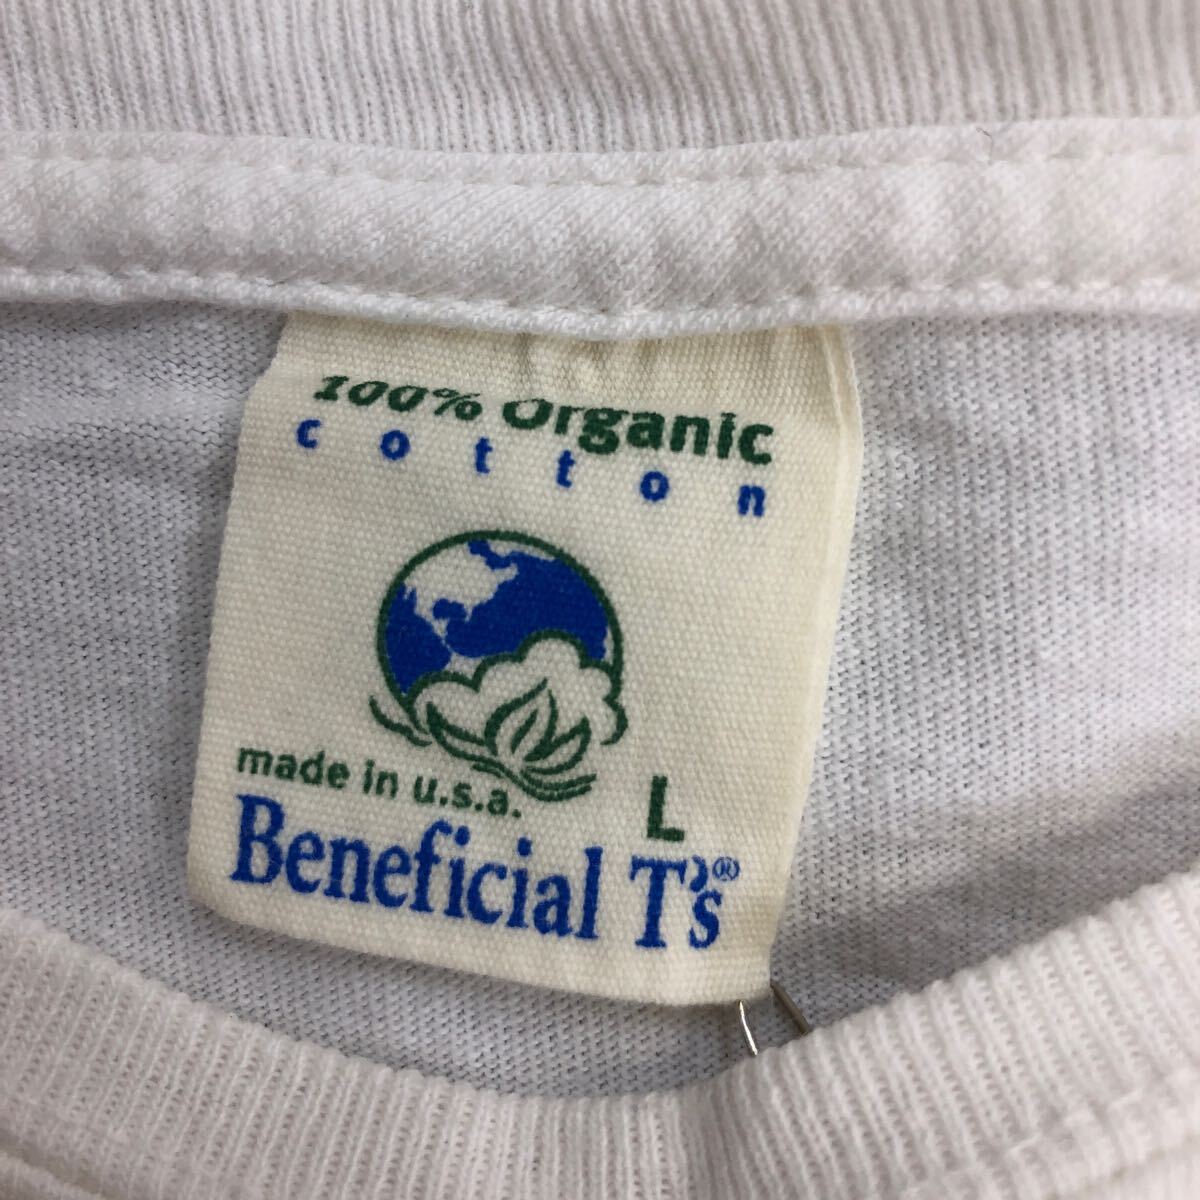 100% Organic
cotton
made in u.s.a.
L
Beneficial T's®